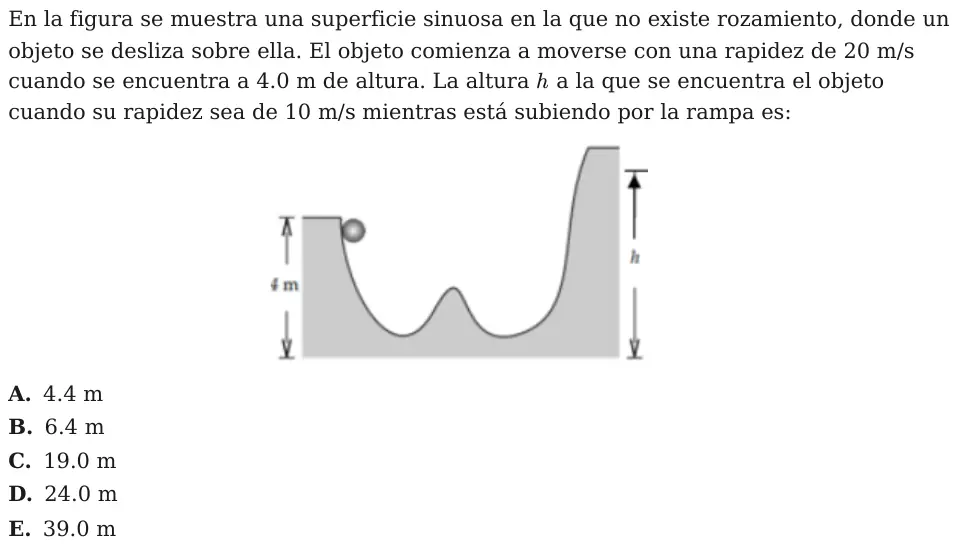 En la figura se muestra una superficie sinuosa en la que no existe rozamiento, donde un
objeto se desliza sobre ella. El objeto comienza a moverse con una rapidez de 20 m/s
cuando se encuentra a 4.0 m de altura. La altura h a la que se encuentra el objeto
cuando su rapidez sea de 10 m/s mientras está subiendo por la rampa es:
4 m
h
A. 4.4 m
B. 6.4 m
C. 19.0 m
D. 24.0 m
E. 39.0 m